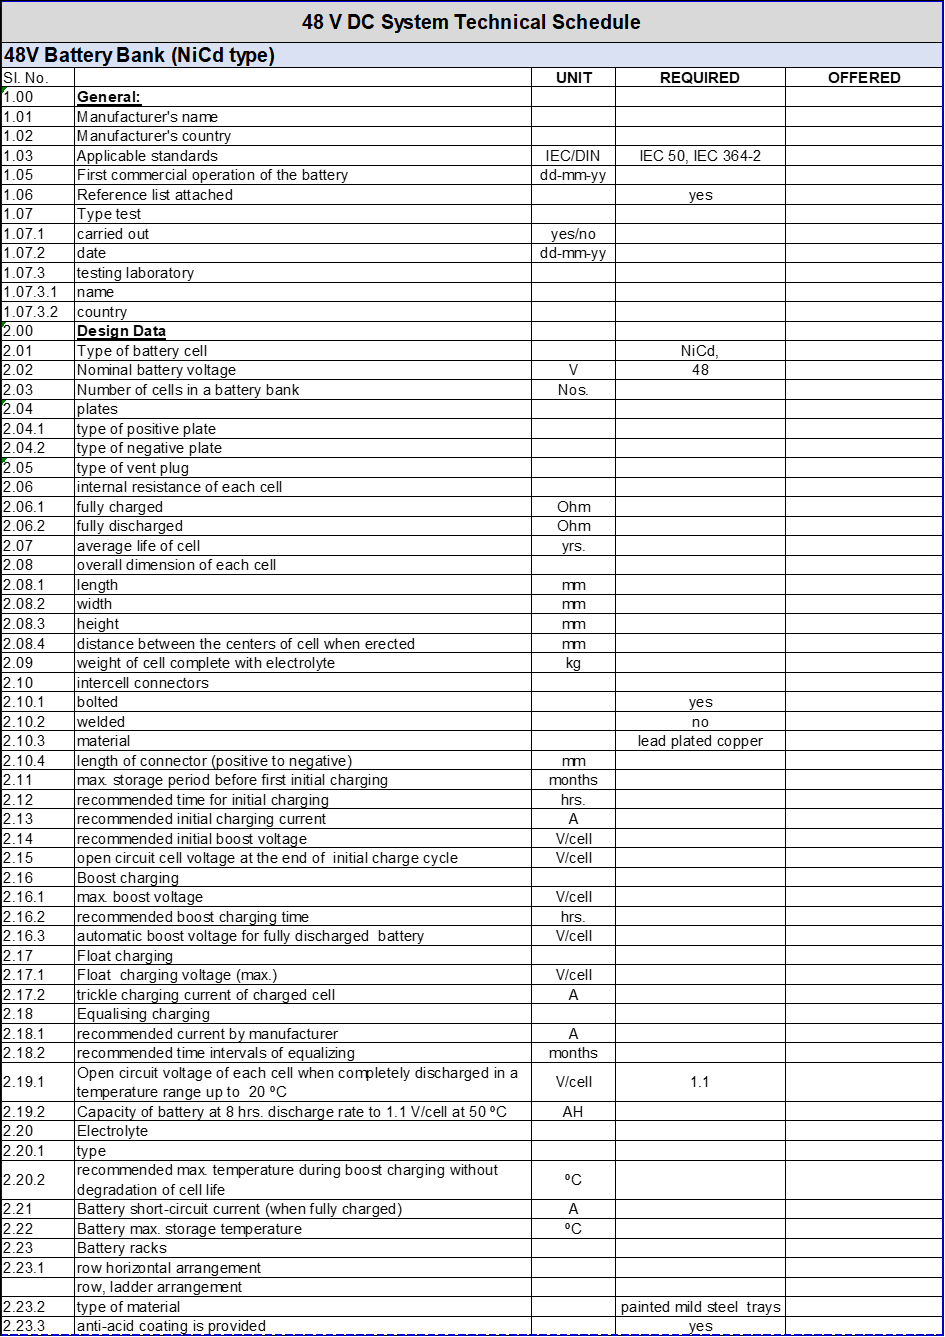 48 V DC System Technical Schedule
48V Battery Bank (NiCd type)
Sl. No. UNIT REQUIRED OFFERED
1.00 General:
1.01 Manufacturer's name
1.02 Manufacturer's country
1.03 Applicable standards IEC/DIN IEC 50, IEC 364-2
1.05 First commercial operation of the battery dd-mm-yy
1.06 Reference list attached yes
1.07 Type test
1.07.1 carried out yes/no
1.07.2 date dd-mm-yy
1.07.3 testing laboratory
1.07.3.1 name
1.07.3.2 country
2.00 Design Data
2.01 Type of battery cell NiCd,
2.02 Nominal battery voltage V 48
2.03 Number of cells in a battery bank Nos.
2.04 plates
2.04.1 type of positive plate
2.04.2 type of negative plate
2.05 type of vent plug
2.06 internal resistance of each cell
2.06.1 fully charged Ohm
2.06.2 fully discharged Ohm
2.07 average life of cell yrs.
2.08 overall dimension of each cell
2.08.1 length mm
2.08.2 width mm
2.08.3 height mm
2.08.4 distance between the centers of cell when erected mm
2.09 weight of cell complete with electrolyte kg
2.10 intercell connectors
2.10.1 bolted yes
2.10.2 welded no
2.10.3 material lead plated copper
2.10.4 length of connector (positive to negative) mm
2.11 max. storage period before first initial charging months
2.12 recommended time for initial charging hrs.
2.13 recommended initial charging current A
2.14 recommended initial boost voltage V/cell
2.15 open circuit cell voltage at the end of initial charge cycle V/cell
2.16 Boost charging
2.16.1 max. boost voltage V/cell
2.16.2 recommended boost charging time hrs.
2.16.3 automatic boost voltage for fully discharged battery V/cell
2.17 Float charging
2.17.1 Float charging voltage (max.) V/cell
2.17.2 trickle charging current of charged cell A
2.18 Equalising charging
2.18.1 recommended current by manufacturer A
2.18.2 recommended time intervals of equalizing months
2.19.1 Open circuit voltage of each cell when completely discharged in a
temperature range up to 20 ºC V/cell 1.1
2.19.2 Capacity of battery at 8 hrs. discharge rate to 1.1 V/cell at 50 ºC AH
2.20 Electrolyte
2.20.1 type
2.20.2 recommended max. temperature during boost charging without
degradation of cell life ºC
2.21 Battery short-circuit current (when fully charged) A
2.22 Battery max. storage temperature ºC
2.23 Battery racks
2.23.1 row horizontal arrangement
row, ladder arrangement
2.23.2 type of material painted mild steel trays
2.23.3 anti-acid coating is provided yes